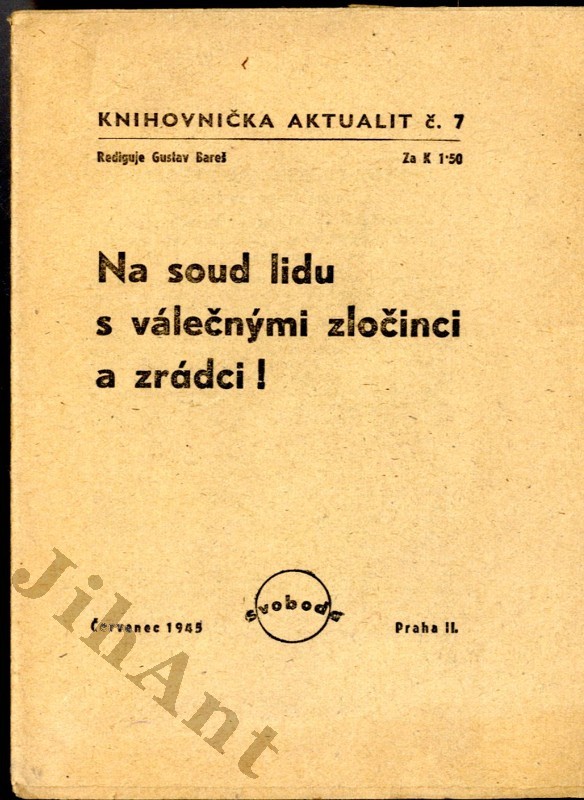 KNIHOVNIČKA AKTUALIT č. 7
Rediguje Gustav Bareš
Za K 1·50
Na soud lidu
s válečnými zločinci
a zrádci!
svoboda
Červenec 1945
Praha II.
JihAnt